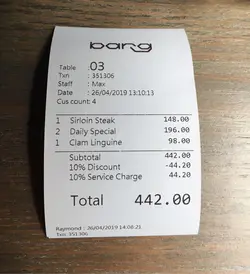 bang
Table : 03
Txn : 351306
Staff : Max
Date : 26/04/2019 13:10:13
Cus count: 4
1 Sirloin Steak 148.00
2 Daily Special 196.00
1 Clam Linguine 98.00
Subtotal 442.00
10% Discount -44.20
10% Service Charge 44.20
Total 442.00
Raymond : 26/04/2019 14:08:21
Txn 351306